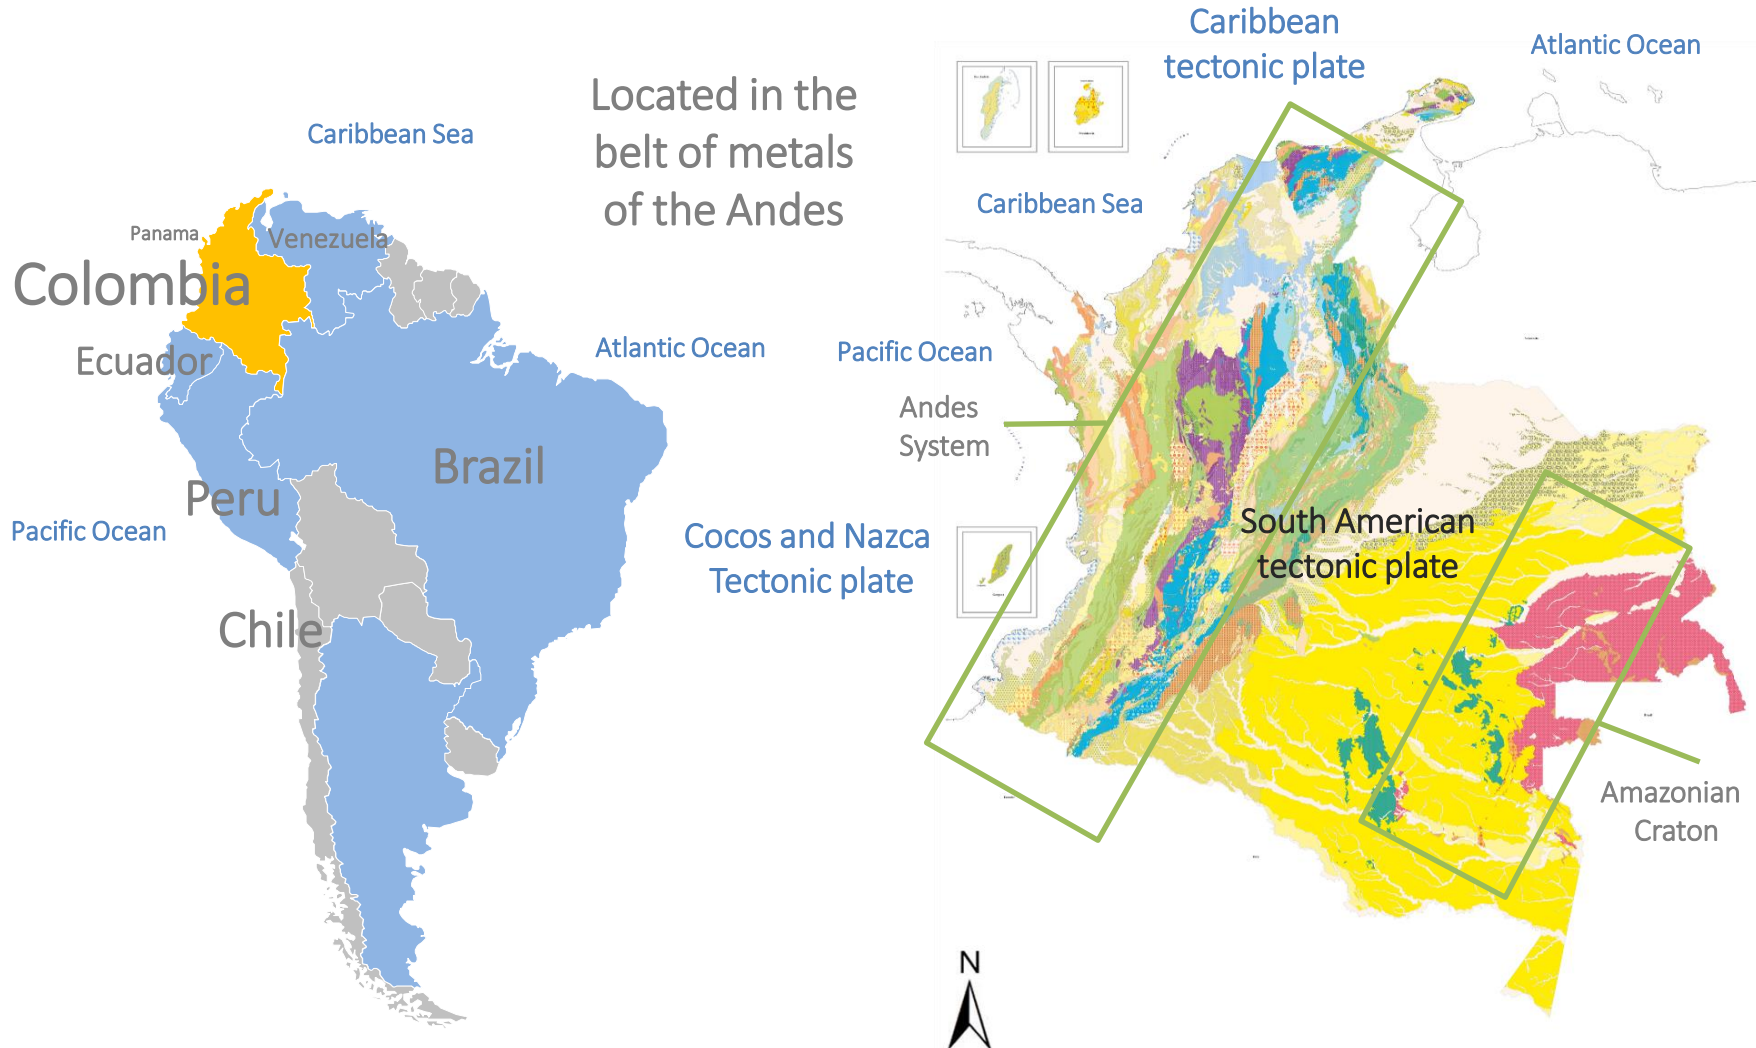 Caribbean
tectonic plate
Atlantic Ocean
Located in the
belt of metals
of the Andes
Caribbean Sea
Caribbean Sea
Panama
Venezuela
Colombia
Ecuador
Atlantic Ocean
Pacific Ocean
Andes
System
Brazil
Peru
Pacific Ocean
Cocos and Nazca
Tectonic plate
South American
tectonic plate
Chile
Amazonian
Craton
N